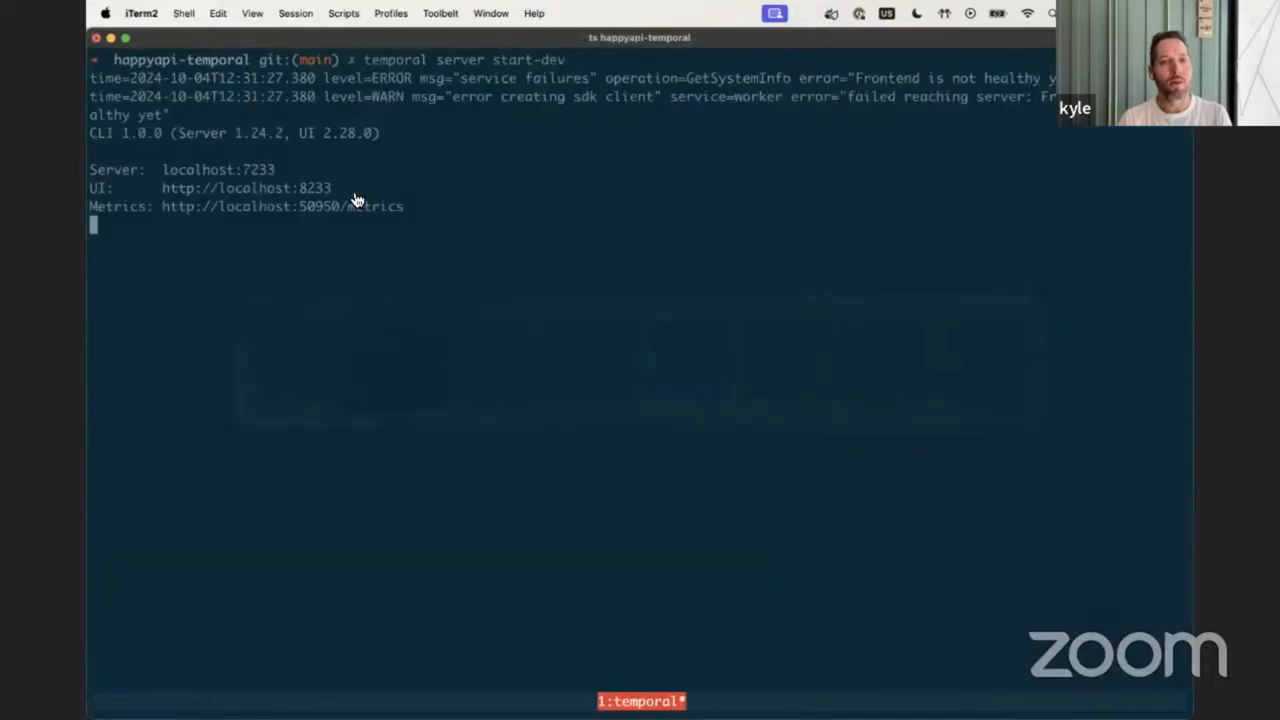 iTerm2 Shell Edit View Session Scripts Profiles Toolbelt Window Help US
ts happyapi-temporal
→ happyapi-temporal git:(main) ✗ temporal server start-dev
time=2024-10-04T12:31:27.380 level=ERROR msg="service failures" operation=GetSystemInfo error="Frontend is not healthy y
time=2024-10-04T12:31:27.380 level=WARN msg="error creating sdk client" service=worker error="failed reaching server: Fr
althy yet"
CLI 1.0.0 (Server 1.24.2, UI 2.28.0)
Server: localhost:7233
UI: http://localhost:8233
Metrics: http://localhost:50950/metrics
kyle
zoom
1:temporal*